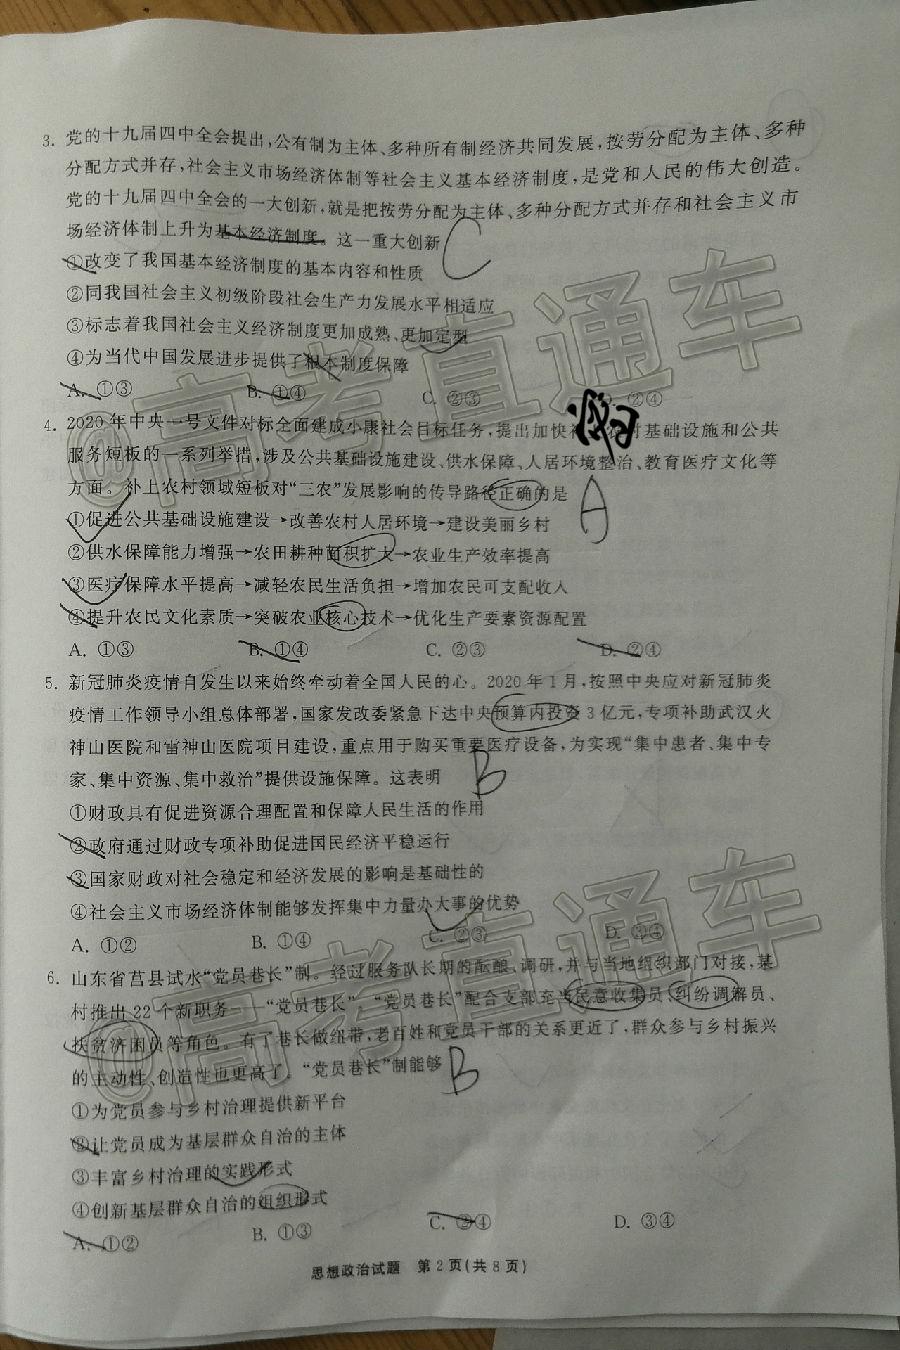 3. 党的十九届四中全会提出,公有制为主体、多种所有制经济共同发展,按劳分配为主体、多种
分配方式并存,社会主义市场经济体制等社会主义基本经济制度,是党和人民的伟大创造。
党的十九届四中全会的一大创新,就是把按劳分配为主体、多种分配方式并存和社会主义市
场经济体制上升为基本经济制度。这一重大创新 C
①改变了我国基本经济制度的基本内容和性质
②同我国社会主义初级阶段社会生产力发展水平相适应
③标志着我国社会主义经济制度更加成熟、更加定型
④为当代中国发展进步提供了根本制度保障
A. ①③ B. ①④ C. ②③ D. ②④
4. 2020年中央一号文件对标全面建成小康社会目标任务,提出加快农村基础设施和公共
服务短板的一系列举措,涉及公共基础设施建设、供水保障、人居环境整治、教育医疗文化等
方面。补上农村领域短板对“三农”发展影响的传导路径正确的是 A
①促进公共基础设施建设→改善农村人居环境→建设美丽乡村
②供水保障能力增强→农田耕种面积扩大→农业生产效率提高
③医疗保障水平提高→减轻农民生活负担→增加农民可支配收入
④提升农民文化素质→突破农业核心技术→优化生产要素资源配置
A. ①③ B. ①④ C. ②③ D. ②④
5. 新冠肺炎疫情自发生以来始终牵动着全国人民的心。2020年1月,按照中央应对新冠肺炎
疫情工作领导小组总体部署,国家发改委紧急下达中央预算内投资3亿元,专项补助武汉火
神山医院和雷神山医院项目建设,重点用于购买重要医疗设备,为实现“集中患者、集中专
家、集中资源、集中救治”提供设施保障。这表明 B
①财政具有促进资源合理配置和保障人民生活的作用
②政府通过财政专项补助促进国民经济平稳运行
③国家财政对社会稳定和经济发展的影响是基础性的
④社会主义市场经济体制能够发挥集中力量办大事的优势
A. ①② B. ①④ C. ②③ D. ③④
6. 山东省莒县试水“党员巷长”制。经过服务队长期的酝酿、调研,并与当地组织部门对接,某
村推出22个新职务——“党员巷长”,“党员巷长”配合支部充当民意收集员、纠纷调解员、
扶贫济困员等角色。有了巷长做纽带,老百姓和党员干部的关系更近了,群众参与乡村振兴
的主动性、创造性也更高了。“党员巷长”制能够 B
①为党员参与乡村治理提供新平台
②让党员成为基层群众自治的主体
③丰富乡村治理的实践形式
④创新基层群众自治的组织形式
A. ①② B. ①③ C. ②④ D. ③④
思想政治试题 第2页(共8页)
@高考直通车
@高考直通车